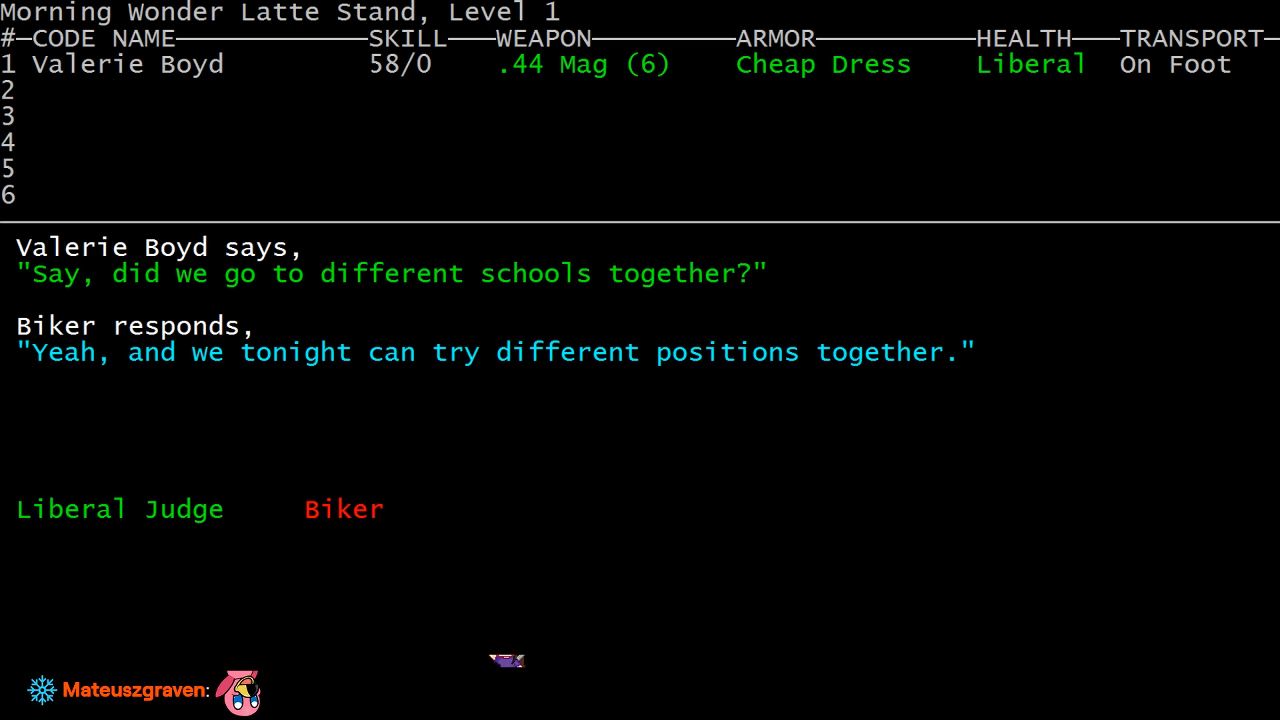 Morning Wonder Latte Stand, Level 1
#—CODE NAME————————————SKILL———WEAPON—————————ARMOR——————————HEALTH———TRANSPORT—
1 Valerie Boyd 58/0 .44 Mag (6) Cheap Dress Liberal On Foot
2
3
4
5
6
Valerie Boyd says,
"Say, did we go to different schools together?"
Biker responds,
"Yeah, and we tonight can try different positions together."
Liberal Judge Biker
Mateuszgraven: